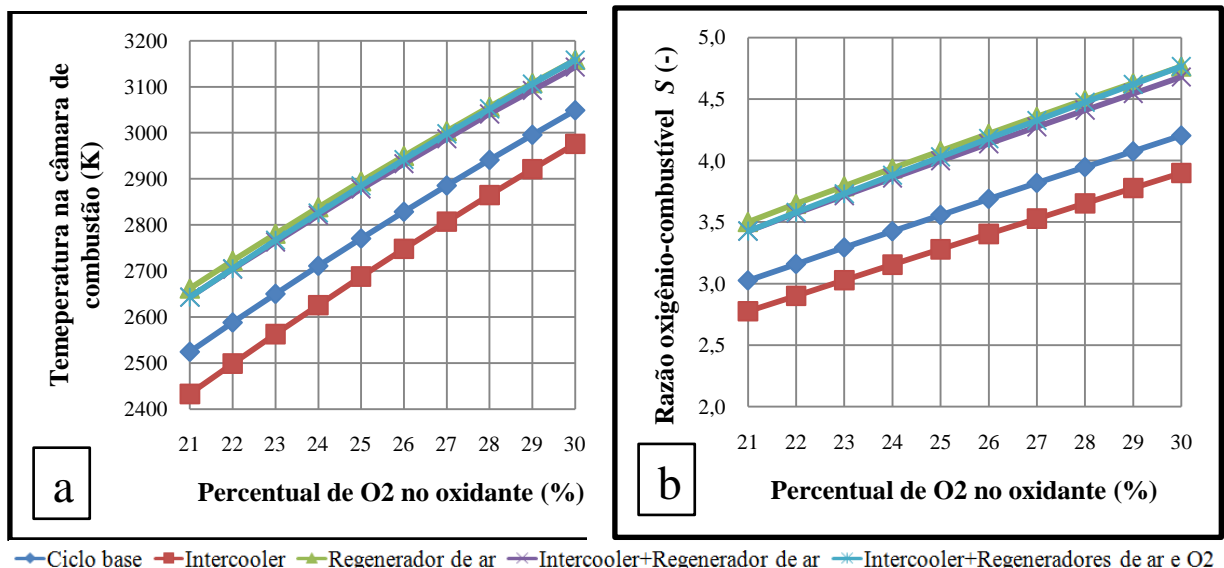 Temeperatura na câmara de
combustão (K)
3200
3100
3000
2900
2800
2700
2600
2500
2400
21 22 23 24 25 26 27 28 29 30
Percentual de O2 no oxidante (%)
a
Razão oxigênio-combustível S (-)
5,0
4,5
4,0
3,5
3,0
2,5
2,0
21 22 23 24 25 26 27 28 29 30
Percentual de O2 no oxidante (%)
b
Ciclo base Intercooler Regenerador de ar Intercooler+Regenerador de ar Intercooler+Regeneradores de ar e O2